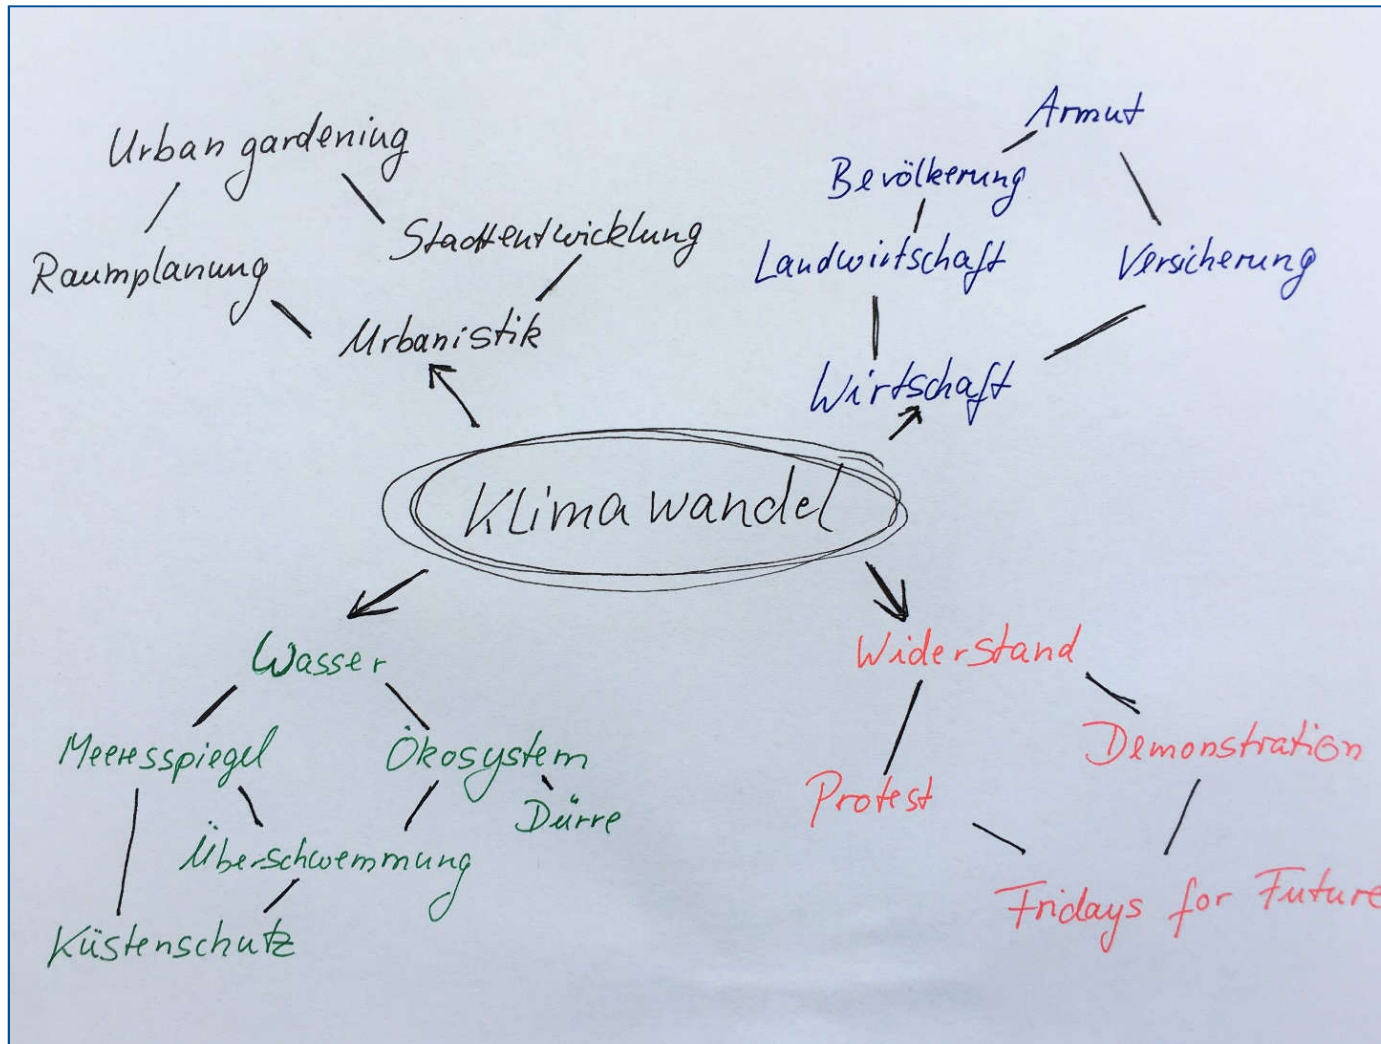 Urban gardening
Raumplanung
Stadtentwicklung
Urbanistik
Armut
Bevölkerung
Landwirtschaft
Versicherung
Wirtschaft
Klimawandel
Wasser
Meeresspiegel
Ökosystem
Dürre
Überschwemmung
Küstenschutz
Widerstand
Demonstration
Protest
Fridays for Future